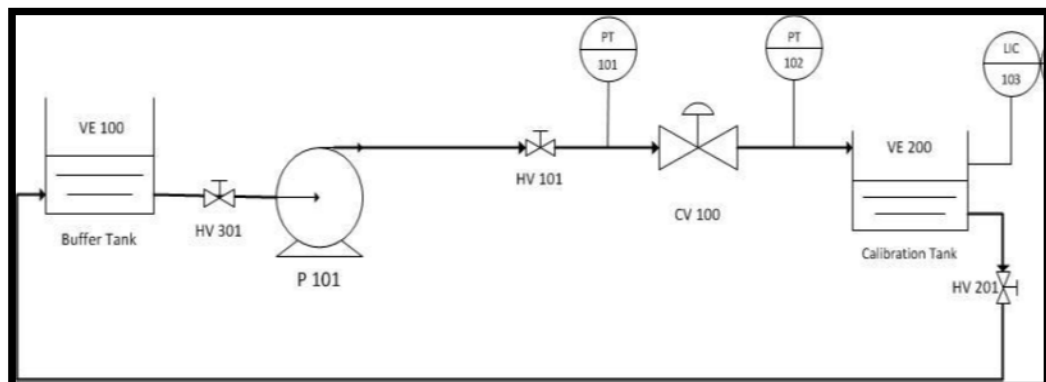 PT
101
PT
102
LIC
103
VE 100
VE 200
HV 101
HV 301
CV 100
Buffer Tank
Calibration Tank
P 101
HV 201